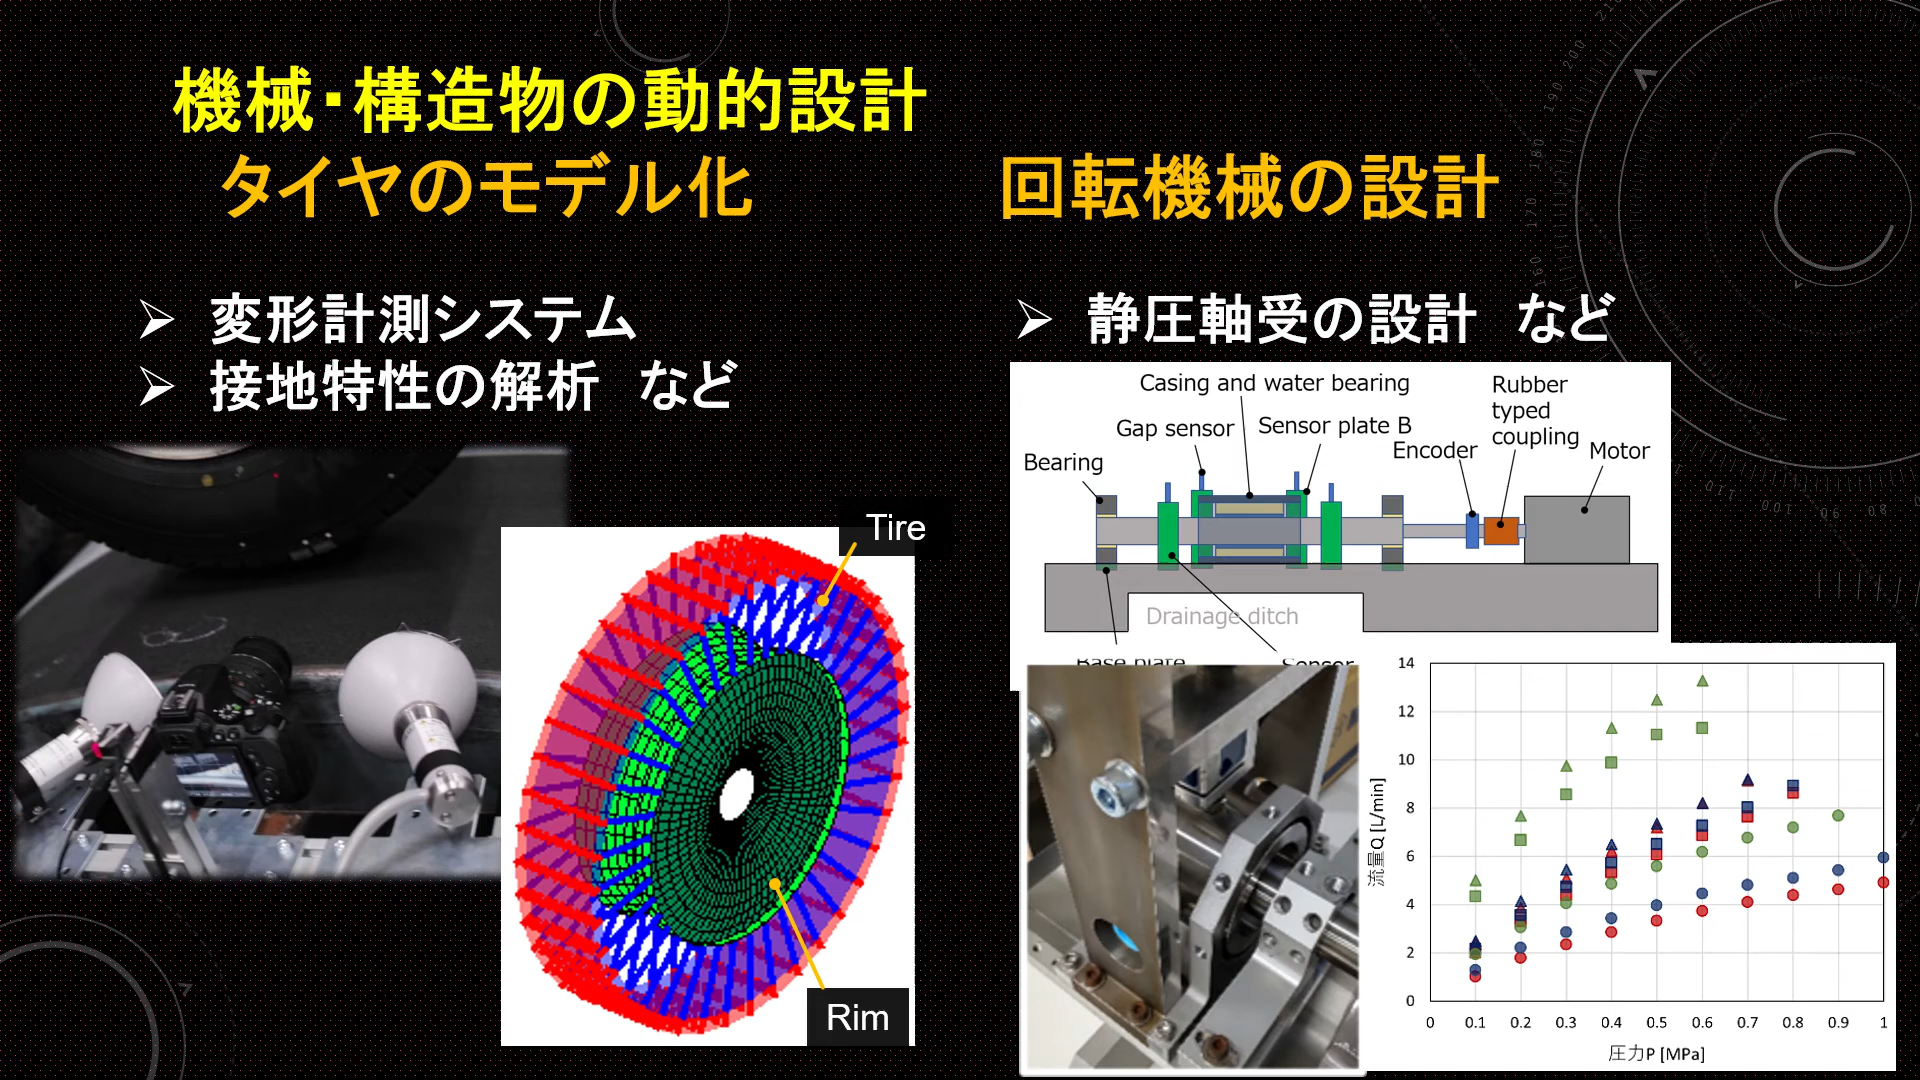 機械・構造物の動的設計
タイヤのモデル化
回転機械の設計
➢ 変形計測システム
➢ 接地特性の解析 など
➢ 静圧軸受の設計 など
Tire
Rim
Casing and water bearing
Rubber
typed
coupling
Gap sensor
Sensor plate B
Encoder
Motor
Bearing
Drainage ditch
Base plate
Sensor
14
12
10
8
6
4
2
0
流量Q [L/min]
0 0.1 0.2 0.3 0.4 0.5 0.6 0.7 0.8 0.9 1
圧力P [MPa]